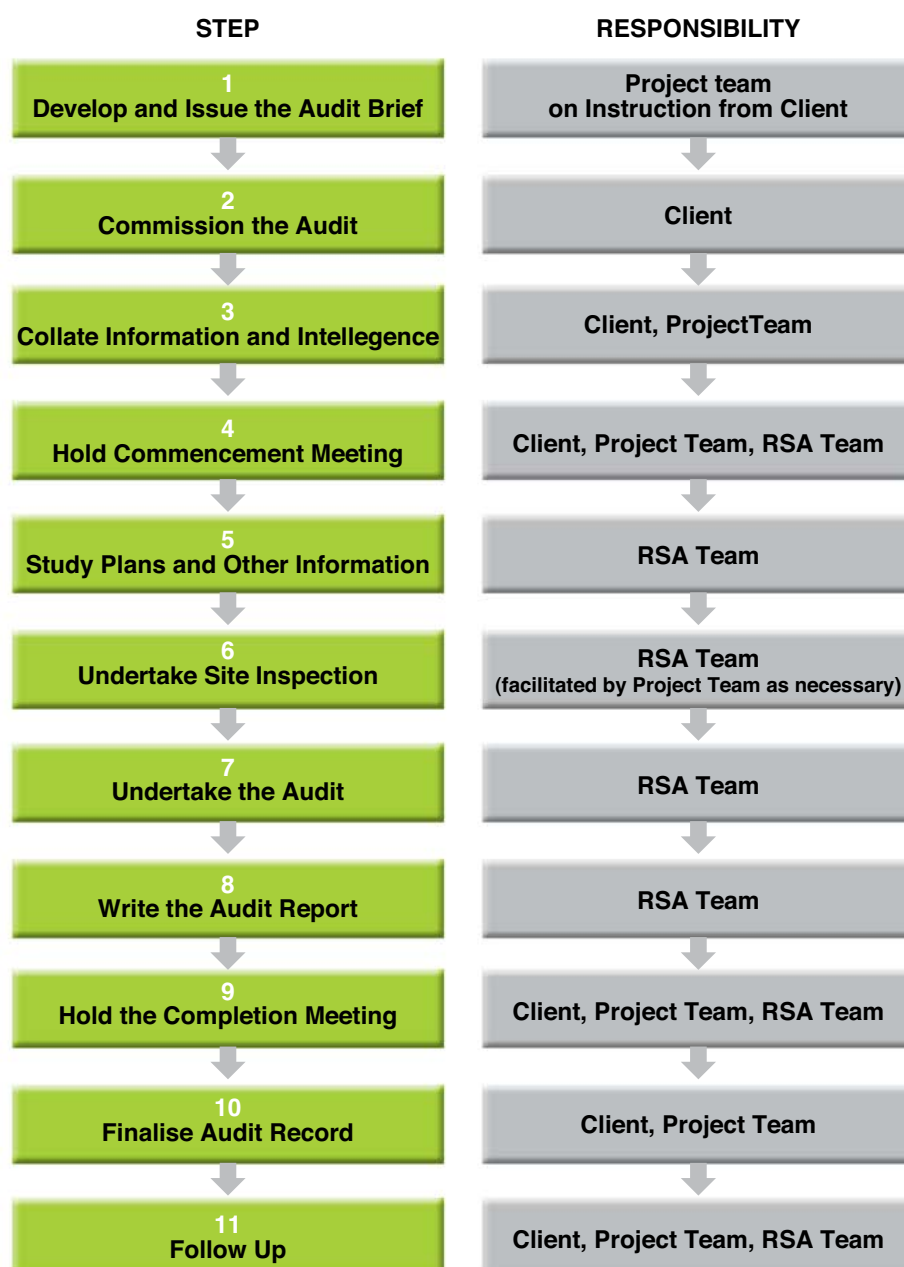 STEP RESPONSIBILITY
1
Develop and Issue the Audit Brief
Project team
on Instruction from Client
2
Commission the Audit
Client
3
Collate Information and Intellegence
Client, ProjectTeam
4
Hold Commencement Meeting
Client, Project Team, RSA Team
5
Study Plans and Other Information
RSA Team
6
Undertake Site Inspection
RSA Team
(facilitated by Project Team as necessary)
7
Undertake the Audit
RSA Team
8
Write the Audit Report
RSA Team
9
Hold the Completion Meeting
Client, Project Team, RSA Team
10
Finalise Audit Record
Client, Project Team
11
Follow Up
Client, Project Team, RSA Team